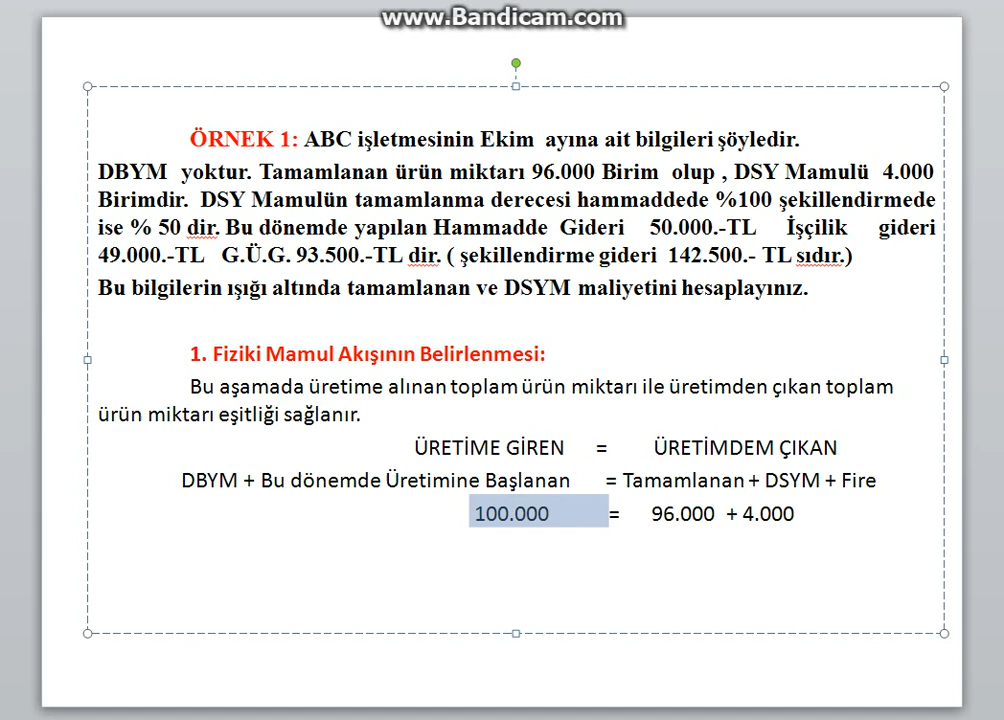 www.Bandicam.com
ÖRNEK 1: ABC işletmesinin Ekim ayına ait bilgileri şöyledir.
DBYM yoktur. Tamamlanan ürün miktarı 96.000 Birim olup , DSY Mamulü 4.000
Birimdir. DSY Mamulün tamamlanma derecesi hammaddede %100 şekillendirmede
ise % 50 dir. Bu dönemde yapılan Hammadde Gideri 50.000.-TL İşçilik gideri
49.000.-TL G.Ü.G. 93.500.-TL dir. ( şekillendirme gideri 142.500.- TL sıdır.)
Bu bilgilerin ışığı altında tamamlanan ve DSYM maliyetini hesaplayınız.
1. Fiziki Mamul Akışının Belirlenmesi:
Bu aşamada üretime alınan toplam ürün miktarı ile üretimden çıkan toplam
ürün miktarı eşitliği sağlanır.
ÜRETİME GİREN = ÜRETİMDEM ÇIKAN
DBYM + Bu dönemde Üretimine Başlanan = Tamamlanan + DSYM + Fire
100.000 = 96.000 + 4.000